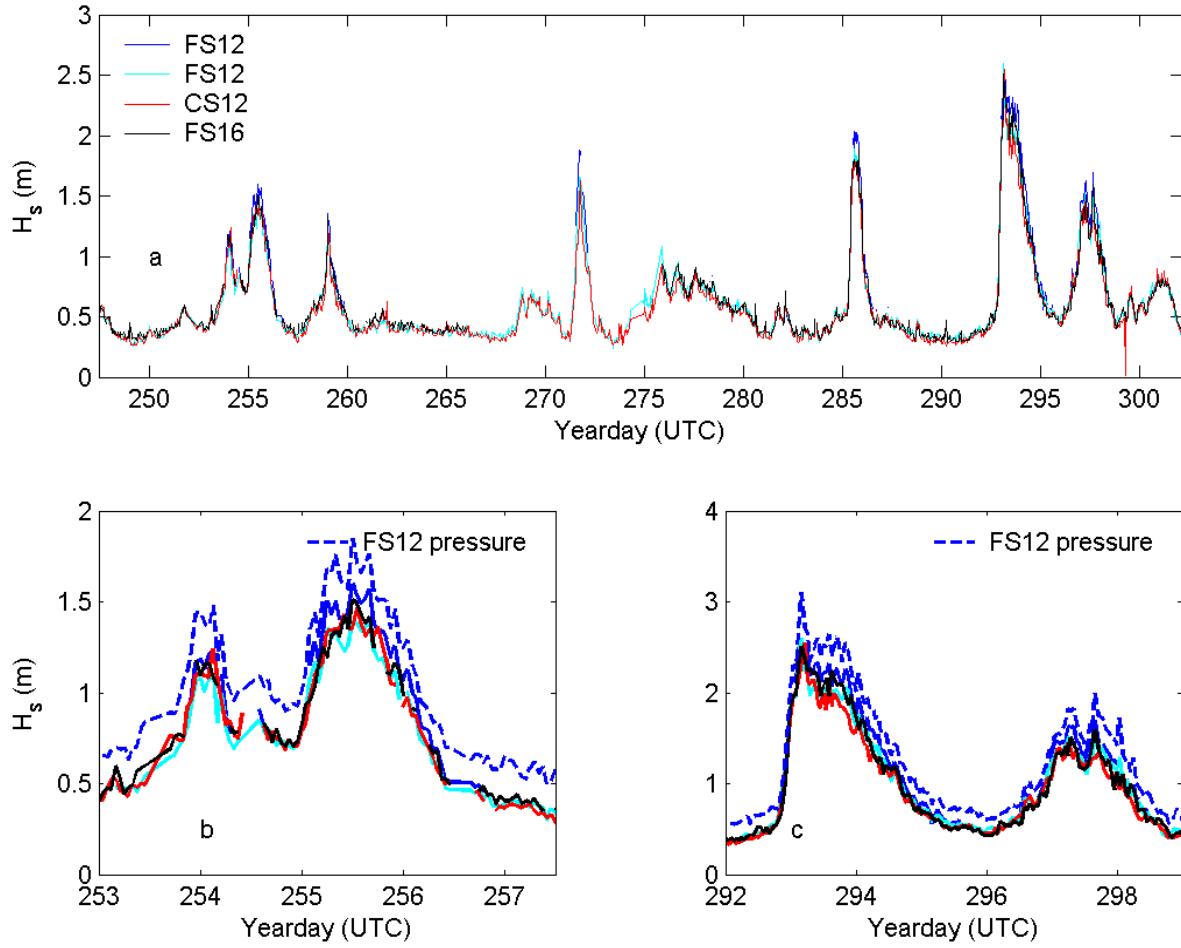 3
2.5
2
1.5
1
0.5
0
H_s (m)
FS12
FS12
CS12
FS16
a
250 255 260 265 270 275 280 285 290 295 300
Yearday (UTC)
2
1.5
1
0.5
0
H_s (m)
FS12 pressure
b
253 254 255 256 257
Yearday (UTC)
4
3
2
1
0
FS12 pressure
c
292 294 296 298
Yearday (UTC)